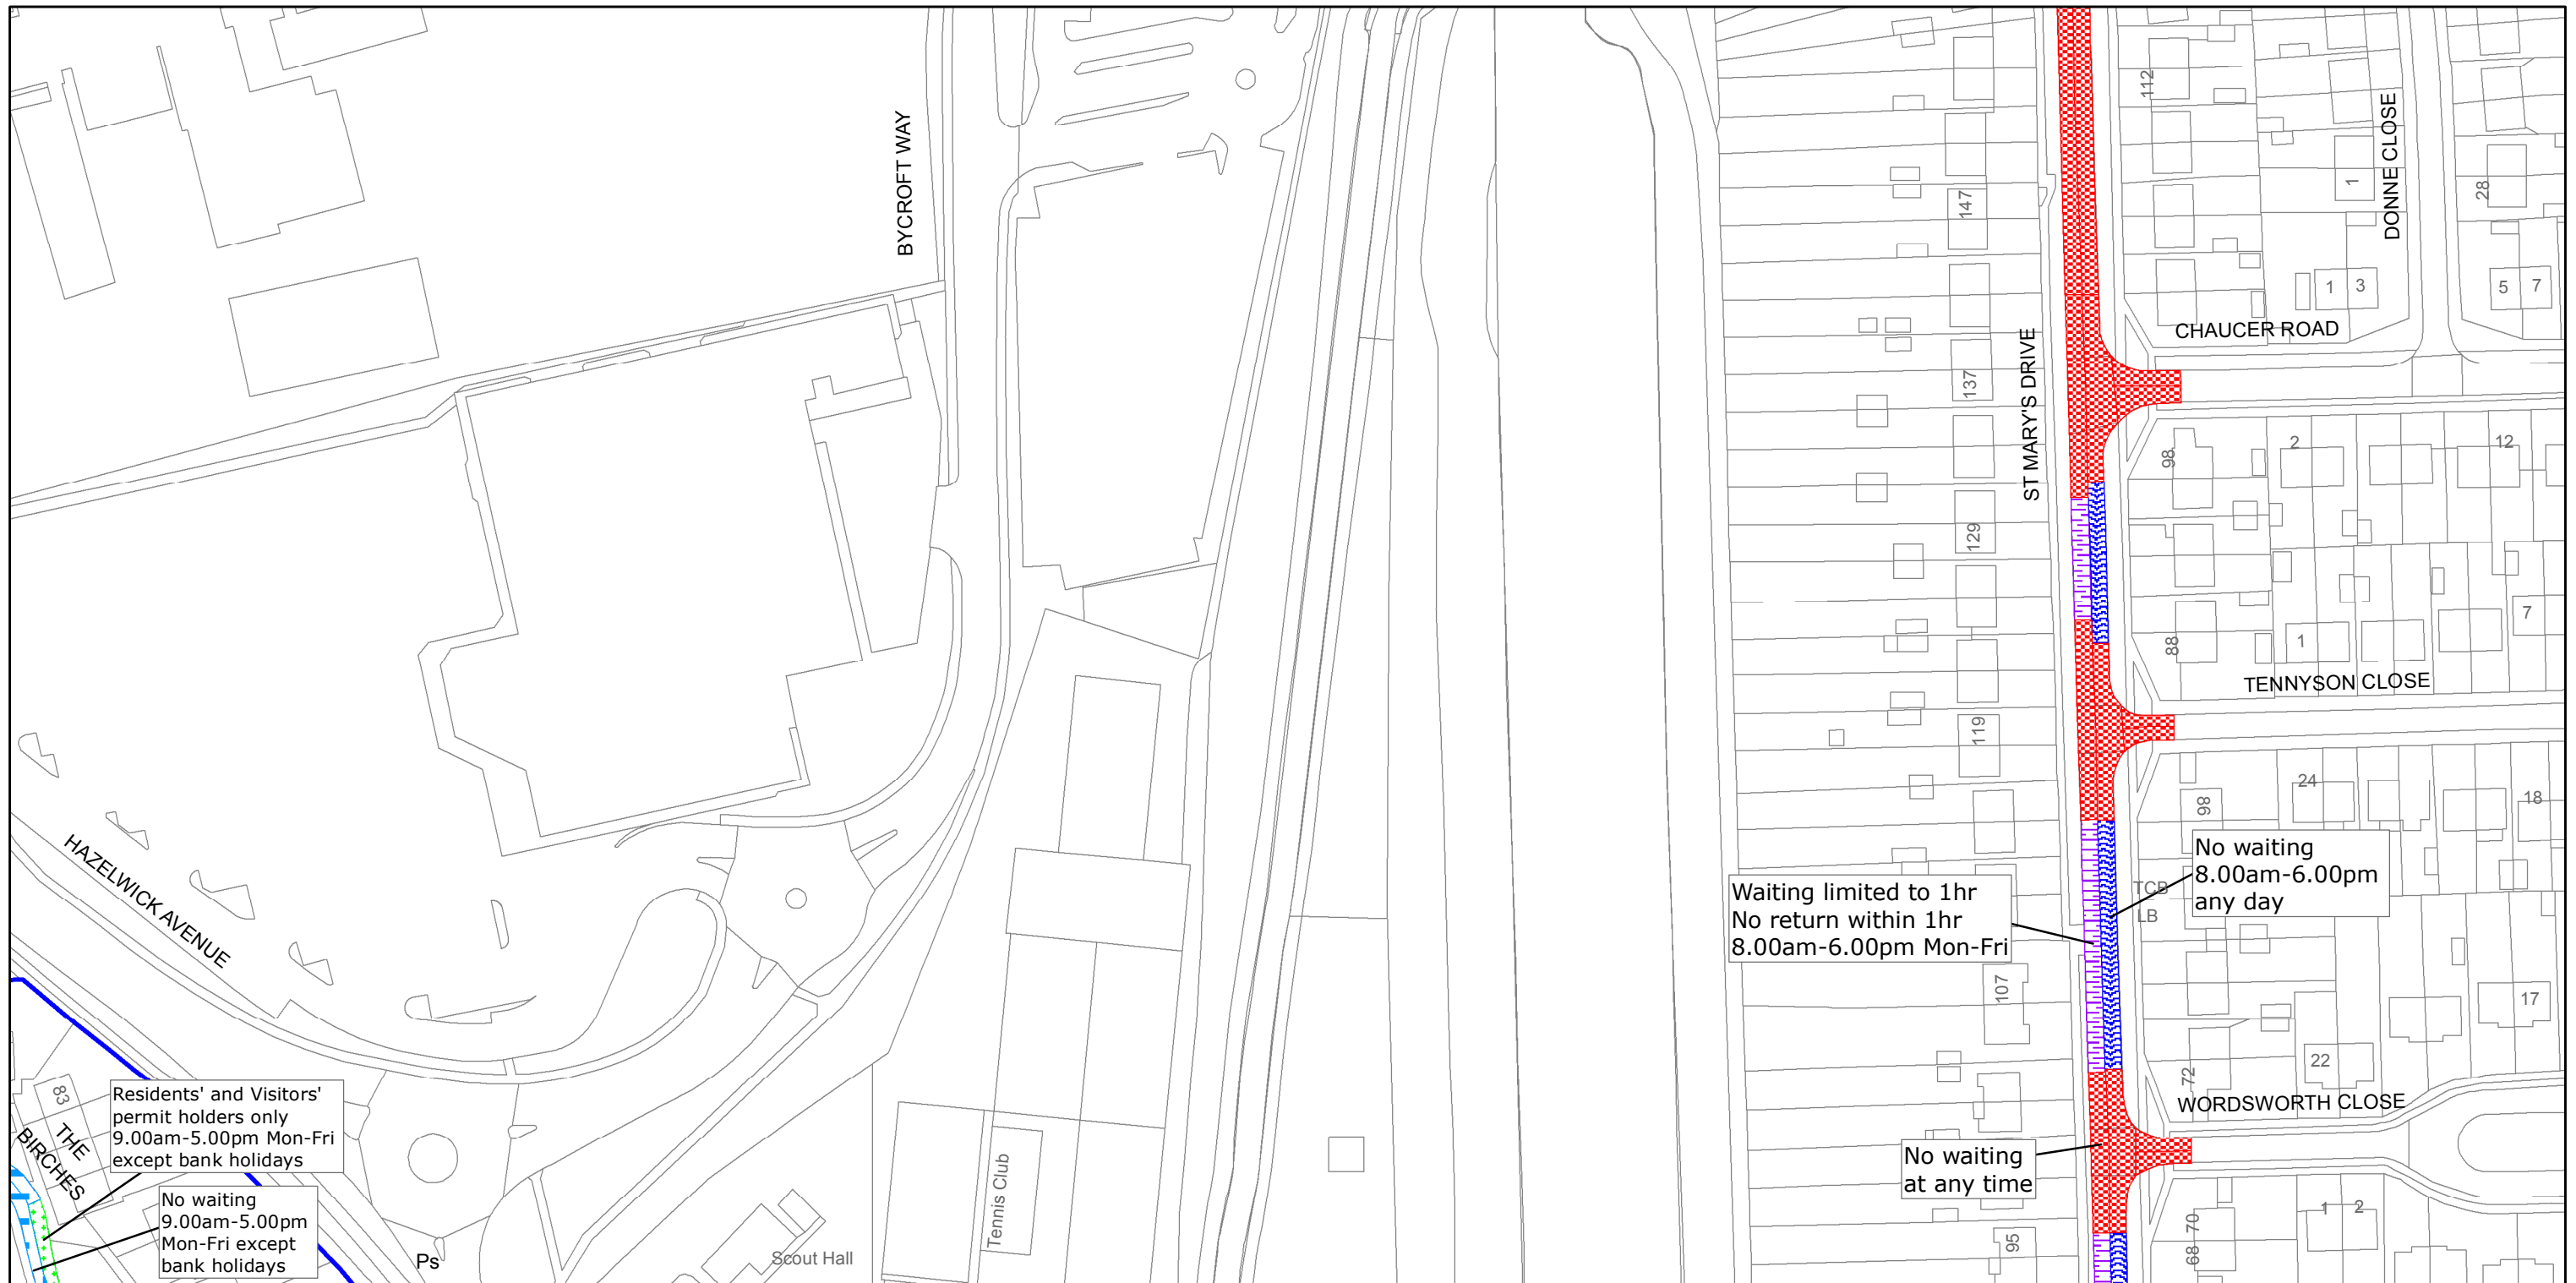 BYCROFT WAY
112
DONNE CLOSE
1
28
147
1
3
5
7
CHAUCER ROAD
ST MARY'S DRIVE
137
98
2
12
129
88
1
7
TENNYSON CLOSE
119
24
18
98
HAZELWICK AVENUE
No waiting
8.00am-6.00pm
any day
TCB
LB
Waiting limited to 1hr
No return within 1hr
8.00am-6.00pm Mon-Fri
107
17
22
72
WORDSWORTH CLOSE
83
THE
BIRCHES
Residents' and Visitors'
permit holders only
9.00am-5.00pm Mon-Fri
except bank holidays
No waiting
at any time
No waiting
9.00am-5.00pm
Mon-Fri except
bank holidays
Tennis Club
Scout Hall
Ps
95
70
68
1
2